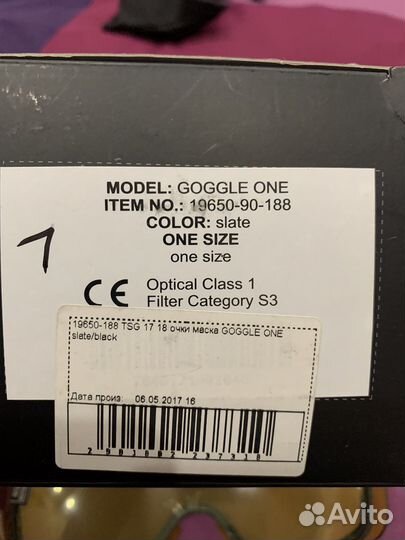 MODEL: GOGGLE ONE
ITEM NO.: 19650-90-188
COLOR: slate
ONE SIZE
one size
1
CE Optical Class 1
Filter Category S3
19650-188 TSG 17 18 очки маска GOGGLE ONE
slate/black
Дата произ: 06.05.2017 16
Avito